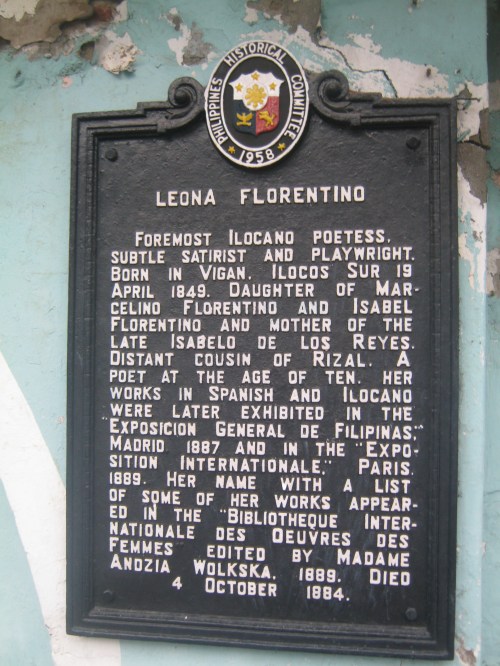 PHILIPPINES HISTORICAL COMMITTEE
1958
LEONA FLORENTINO
FOREMOST ILOCANO POETESS,
SUBTLE SATIRIST AND PLAYWRIGHT.
BORN IN VIGAN, ILOCOS SUR 19
APRIL 1849. DAUGHTER OF MAR-
CELINO FLORENTINO AND ISABEL
FLORENTINO AND MOTHER OF THE
LATE ISABELO DE LOS REYES.
DISTANT COUSIN OF RIZAL. A
POET AT THE AGE OF TEN. HER
WORKS IN SPANISH AND ILOCANO
WERE LATER EXHIBITED IN THE
"EXPOSICION GENERAL DE FILIPINAS,"
MADRID 1887 AND IN THE "EXPO-
SITION INTERNATIONALE," PARIS.
1889. HER NAME WITH A LIST
OF SOME OF HER WORKS APPEAR-
ED IN THE "BIBLIOTHEQUE INTER-
NATIONALE DES OEUVRES DES
FEMMES" EDITED BY MADAME
ANDZIA WOLKSKA, 1889. DIED
4 OCTOBER 1884.